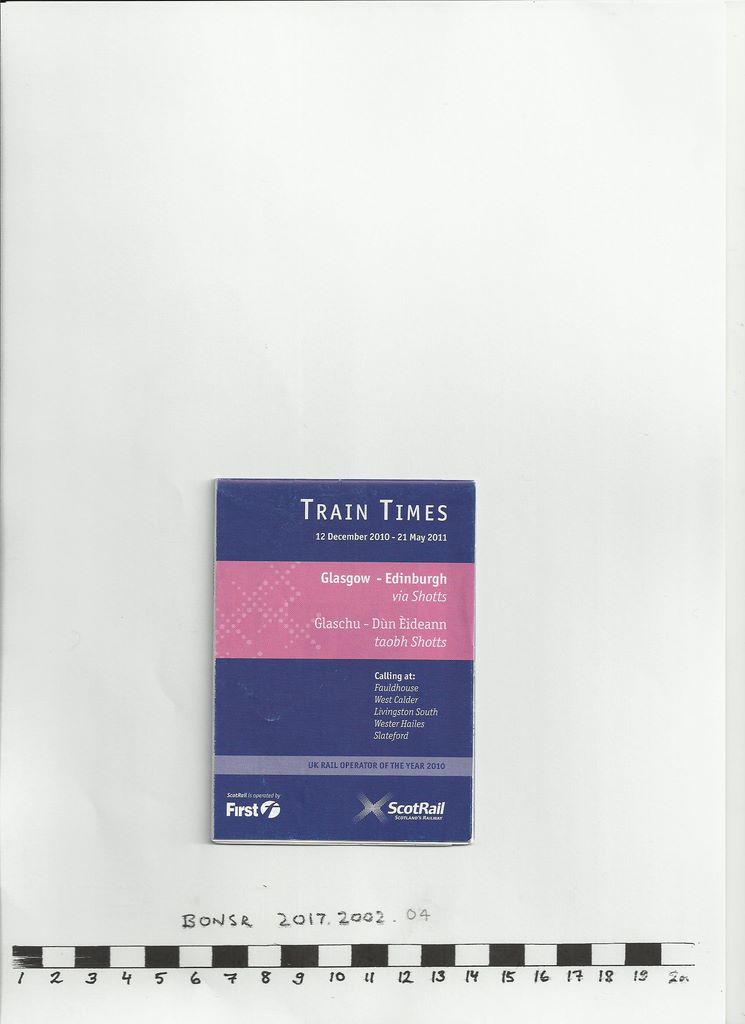 TRAIN TIMES
12 December 2010 - 21 May 2011
Glasgow - Edinburgh
via Shotts
Glaschu - Dùn Èideann
taobh Shotts
Calling at:
Fauldhouse
West Calder
Livingston South
Wester Hailes
Slateford
UK RAIL OPERATOR OF THE YEAR 2010
ScotRail is operated by
First
ScotRail
SCOTLAND'S RAILWAY
BONSR 2017.2002.04
1 2 3 4 5 6 7 8 9 10 11 12 13 14 15 16 17 18 19